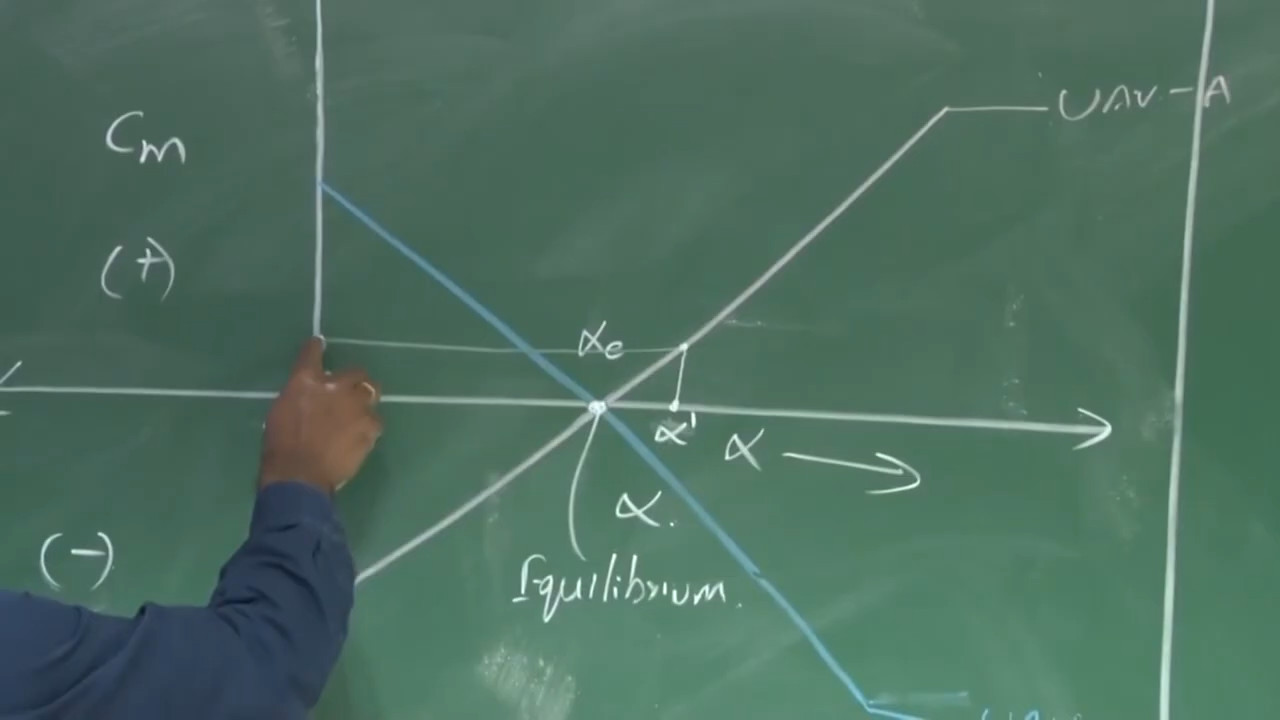 UAV-A
Cm
(+)
αe
α'
α
α.
(-)
Equilibrium.